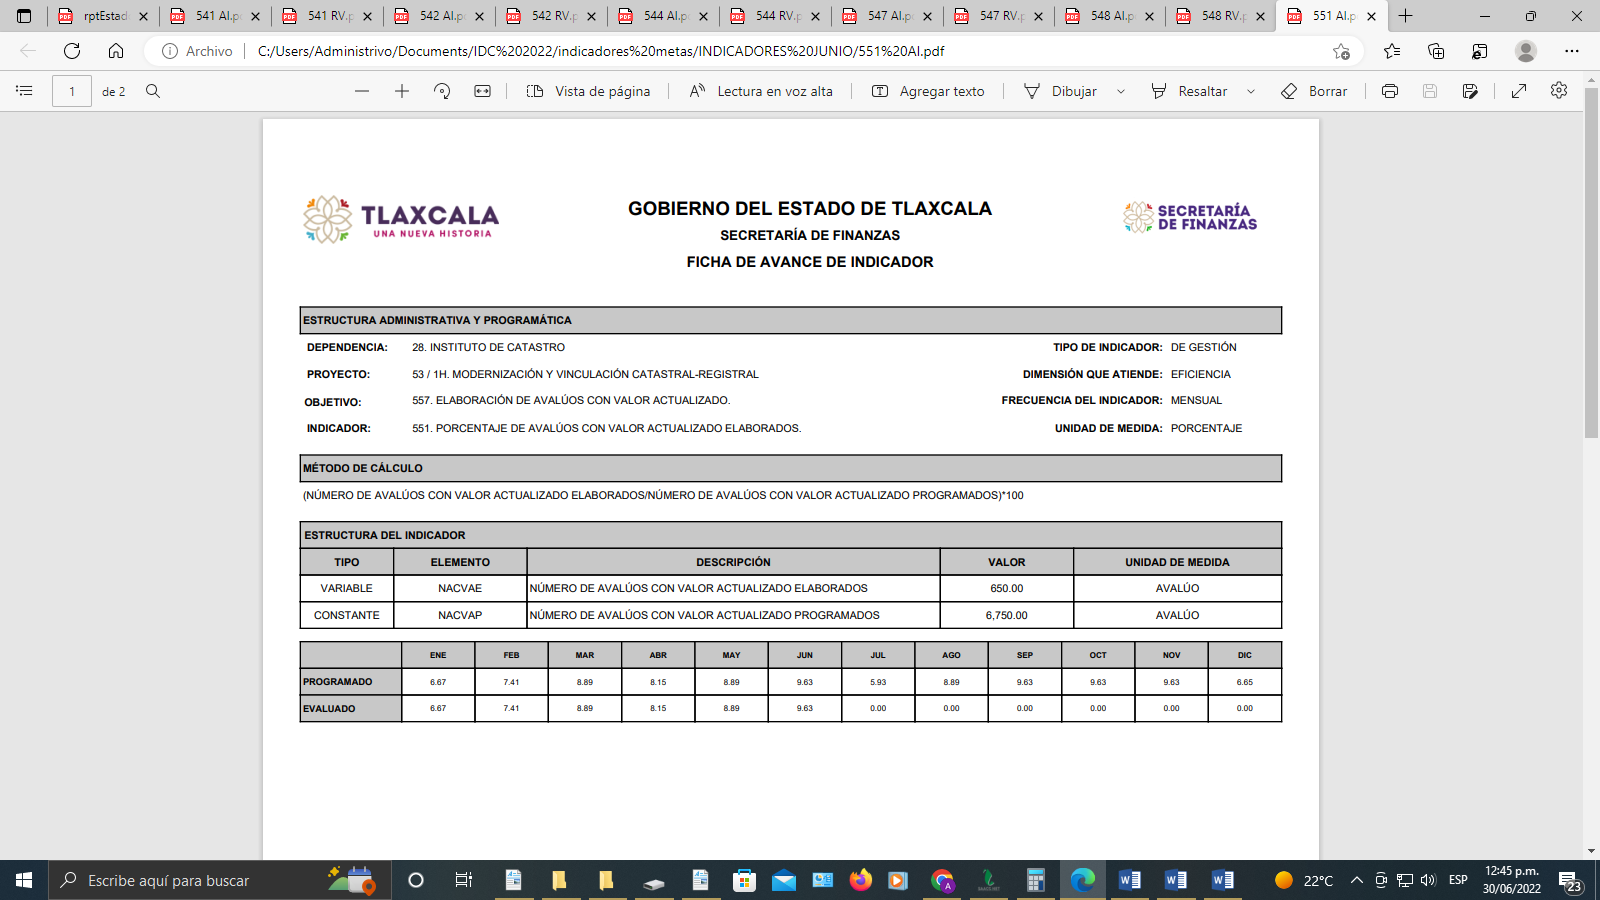 rptEstad
541 AI.p
541 RV.p
542 AI.p
542 RV.p
544 AI.p
544 RV.p
547 AI.p
547 RV.p
548 AI.p
548 RV.p
551 AI.p
Archivo
C:/Users/Administrivo/Documents/IDC%202022/indicadores%20metas/INDICADORES%20JUNIO/551%20AI.pdf
1 de 2
Vista de página
Lectura en voz alta
Agregar texto
Dibujar
Resaltar
Borrar
TLAXCALA
UNA NUEVA HISTORIA
GOBIERNO DEL ESTADO DE TLAXCALA
SECRETARÍA DE FINANZAS
FICHA DE AVANCE DE INDICADOR
SECRETARÍA
DE FINANZAS
ESTRUCTURA ADMINISTRATIVA Y PROGRAMÁTICA
DEPENDENCIA: 28. INSTITUTO DE CATASTRO TIPO DE INDICADOR: DE GESTIÓN
PROYECTO: 53 / 1H. MODERNIZACIÓN Y VINCULACIÓN CATASTRAL-REGISTRAL DIMENSIÓN QUE ATIENDE: EFICIENCIA
OBJETIVO: 557. ELABORACIÓN DE AVALÚOS CON VALOR ACTUALIZADO. FRECUENCIA DEL INDICADOR: MENSUAL
INDICADOR: 551. PORCENTAJE DE AVALÚOS CON VALOR ACTUALIZADO ELABORADOS. UNIDAD DE MEDIDA: PORCENTAJE
MÉTODO DE CÁLCULO
(NÚMERO DE AVALÚOS CON VALOR ACTUALIZADO ELABORADOS/NÚMERO DE AVALÚOS CON VALOR ACTUALIZADO PROGRAMADOS)*100
ESTRUCTURA DEL INDICADOR
TIPO ELEMENTO DESCRIPCIÓN VALOR UNIDAD DE MEDIDA
VARIABLE NACVAE NÚMERO DE AVALÚOS CON VALOR ACTUALIZADO ELABORADOS 650.00 AVALÚO
CONSTANTE NACVAP NÚMERO DE AVALÚOS CON VALOR ACTUALIZADO PROGRAMADOS 6,750.00 AVALÚO
ENE FEB MAR ABR MAY JUN JUL AGO SEP OCT NOV DIC
PROGRAMADO 6.67 7.41 8.89 8.15 8.89 9.63 5.93 8.89 9.63 9.63 9.63 6.65
EVALUADO 6.67 7.41 8.89 8.15 8.89 9.63 0.00 0.00 0.00 0.00 0.00 0.00
Escribe aquí para buscar
22°C
ESP
12:45 p.m.
30/06/2022
23